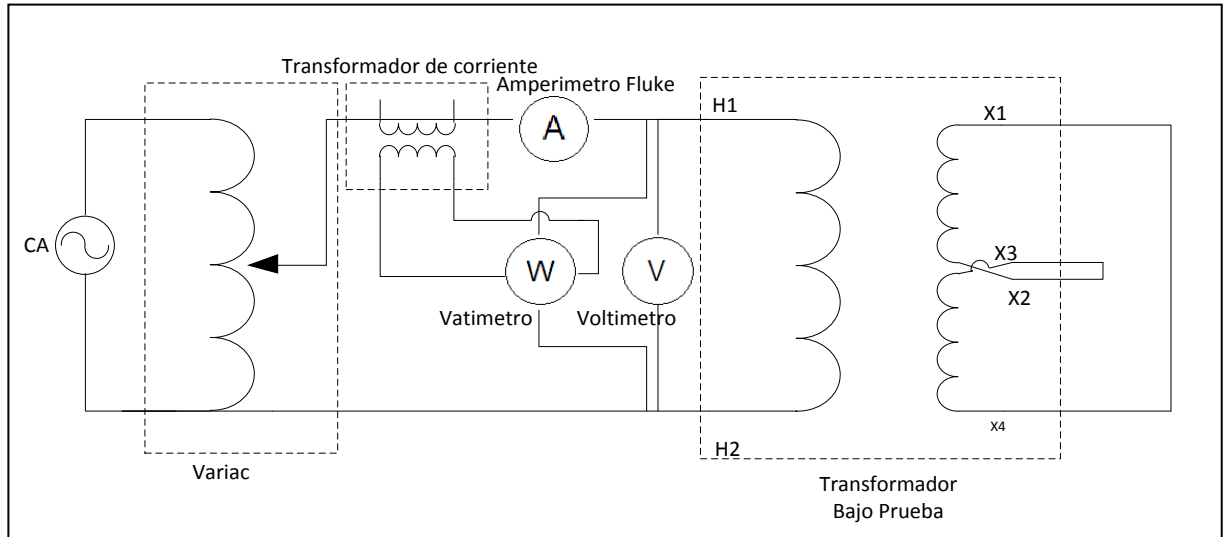 Transformador de corriente
Amperimetro Fluke
A
H1
X1
CA
W
V
X3
X2
Vatimetro
Voltimetro
X4
H2
Variac
Transformador
Bajo Prueba